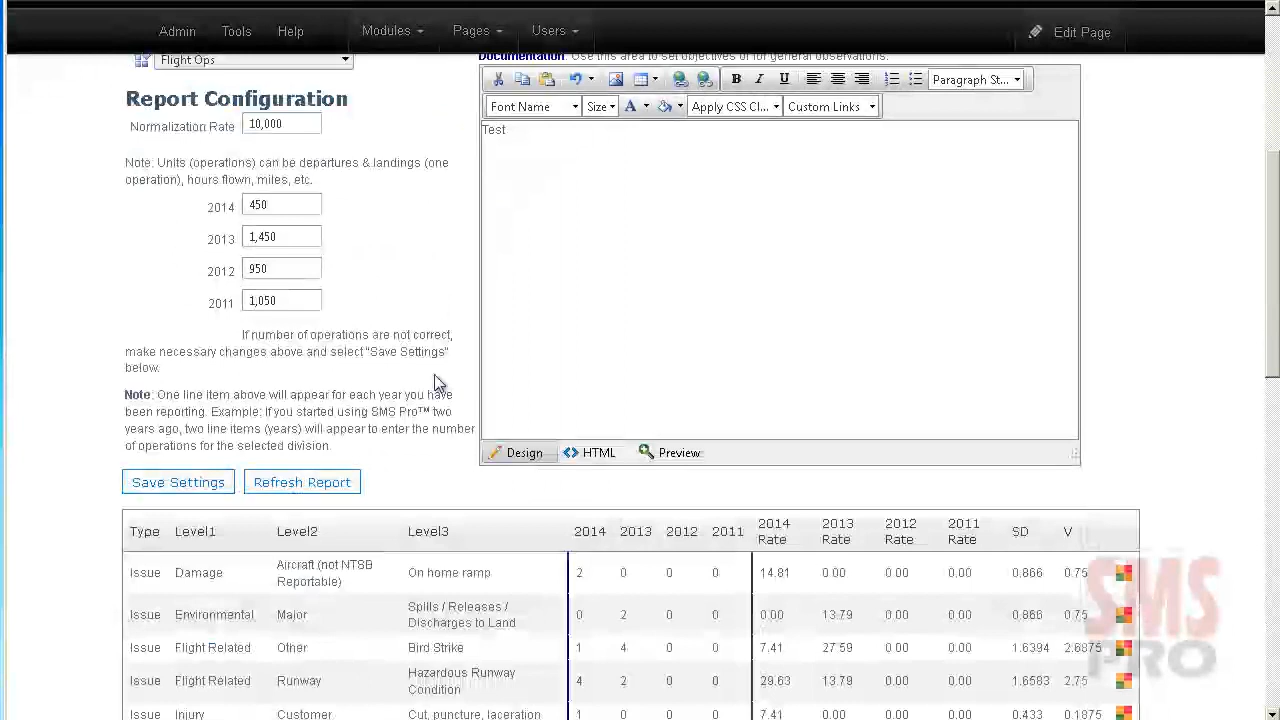 Admin Tools Help Modules Pages Users Edit Page
Flight Ops
Documentation: Use this area to set objectives or for general observations.
Report Configuration
Normalization Rate 10,000
Note: Units (operations) can be departures & landings (one
operation), hours flown, miles, etc.
2014 450
2013 1,450
2012 950
2011 1,050
If number of operations are not correct,
make necessary changes above and select "Save Settings"
below.
Note: One line item above will appear for each year you have
been reporting. Example: if you started using SMS Pro™ two
years ago, two line items (years) will appear to enter the number
of operations for the selected division.
Save Settings Refresh Report
B I U Paragraph St...
Font Name Size A Apply CSS Cl... Custom Links
Test
Design HTML Preview
Type Level1 Level2 Level3 2014 2013 2012 2011 2014 Rate 2013 Rate 2012 Rate 2011 Rate SD V
Issue Damage Aircraft (not NTSB Reportable) On home ramp 2 0 0 0 14.81 0.00 0.00 0.00 0.866 0.75
Issue Environmental Major Spills / Releases / Discharges to Land 0 2 0 0 0.00 13.79 0.00 0.00 0.866 0.75
Issue Flight Related Other Bird Strike 1 4 0 0 7.41 27.59 0.00 0.00 1.6394 2.6875
Issue Flight Related Runway Hazardous Runway Condition 4 2 0 0 29.63 13.79 0.00 0.00 1.6583 2.75
Issue Injury Customer puncture, laceration 1 0 0 0 7.41 0.00 0.00 0.00 0.433 0.1875
SMS
PRO